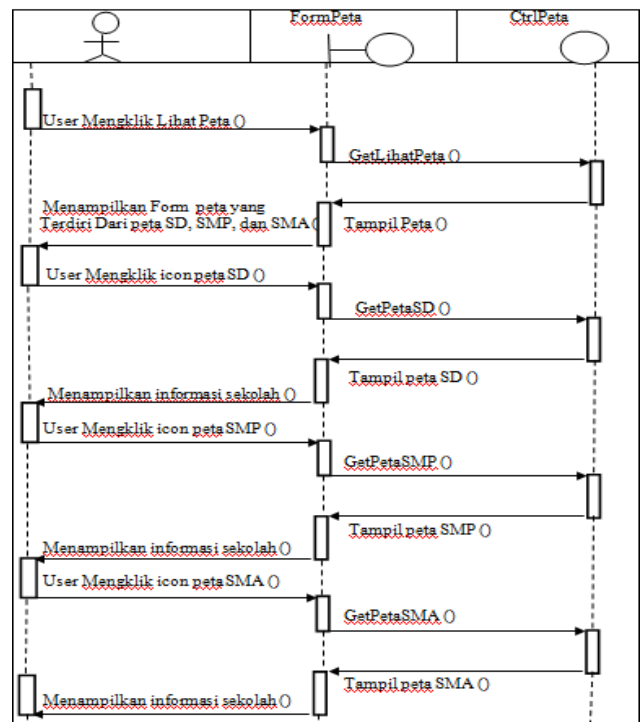 FormPeta
CtrlPeta
User Mengklik Lihat Peta ()
GetLihatPeta ()
Menampilkan Form peta yang
Terdiri Dari peta SD, SMP, dan SMA(
Tampil Peta ()
User Mengklik icon peta SD ()
GetPetaSD ()
Tampil peta SD ()
Menampilkan informasi sekolah ()
User Mengklik icon peta SMP ()
GetPetaSMP ()
Tampil peta SMP ()
Menampilkan informasi sekolah ()
User Mengklik icon peta SMA ()
GetPetaSMA ()
Tampil peta SMA ()
Menampilkan informasi sekolah ()